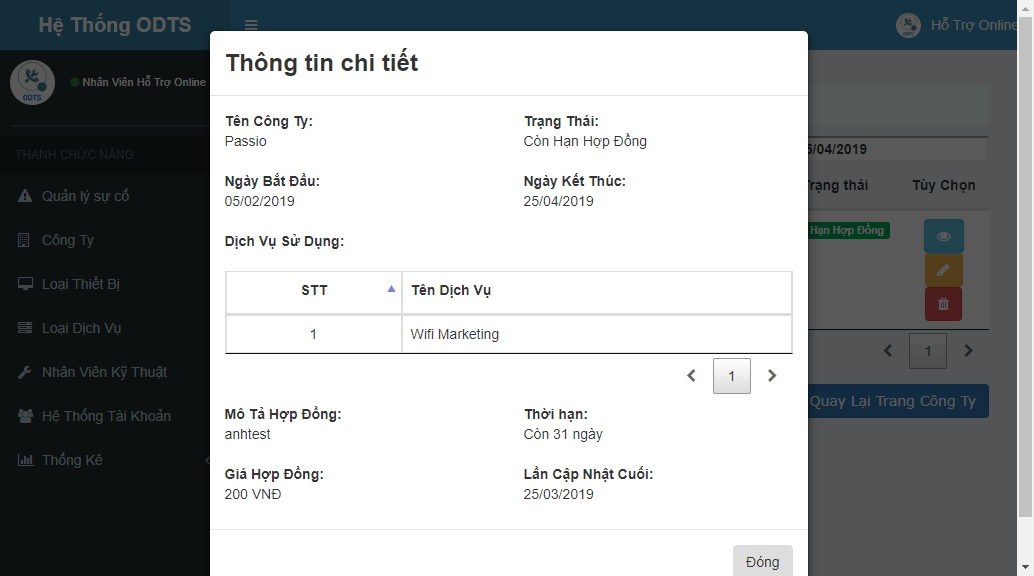 Hệ Thống ODTS
Hỗ Trợ Online
ODTS
Nhân Viên Hỗ Trợ Online
THANH CHỨC NĂNG
Quản lý sự cố
Công Ty
Loại Thiết Bị
Loại Dịch Vụ
Nhân Viên Kỹ Thuật
Hệ Thống Tài Khoản
Thống Kê
Thông tin chi tiết
Tên Công Ty:
Passio
Trạng Thái:
Còn Hạn Hợp Đồng
Ngày Bắt Đầu:
05/02/2019
Ngày Kết Thúc:
25/04/2019
Dịch Vụ Sử Dụng:
STT Tên Dịch Vụ
1 Wifi Marketing
1
Mô Tả Hợp Đồng:
anhtest
Thời hạn:
Còn 31 ngày
Giá Hợp Đồng:
200 VNĐ
Lần Cập Nhật Cuối:
25/03/2019
Đóng
5/04/2019
Trạng thái Tùy Chọn
Hạn Hợp Đồng
1
Quay Lại Trang Công Ty